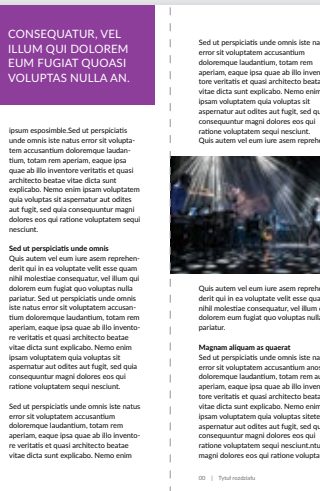 CONSEQUATUR, VEL
ILLUM QUI DOLOREM
EUM FUGIAT QUOASI
VOLUPTAS NULLA AN.
ipsum esposimble.Sed ut perspiciatis
unde omnis iste natus error sit volupta-
tem accusantium doloremque laudan-
tium, totam rem aperiam, eaque ipsa
quae ab illo inventore veritatis et quasi
architecto beatae vitae dicta sunt
explicabo. Nemo enim ipsam voluptatem
quia voluptas sit aspernatur aut odites
aut fugit, sed quia consequuntur magni
dolores eos qui ratione voluptatem sequi
nesciunt.
Sed ut perspiciatis unde omnis
Quis autem vel eum iure asem reprehen-
derit qui in ea voluptate velit esse quam
nihil molestiae consequatur, vel illum qui
dolorem eum fugiat quo voluptas nulla
pariatur. Sed ut perspiciatis unde omnis
iste natus error sit voluptatem accusan-
tium doloremque laudantium, totam rem
aperiam, eaque ipsa quae ab illo invento-
re veritatis et quasi architecto beatae
vitae dicta sunt explicabo. Nemo enim
ipsam voluptatem quia voluptas sit
aspernatur aut odites aut fugit, sed quia
consequuntur magni dolores eos qui
ratione voluptatem sequi nesciunt.
Sed ut perspiciatis unde omnis iste natus
error sit voluptatem accusantium
doloremque laudantium, totam rem
aperiam, eaque ipsa quae ab illo invento-
re veritatis et quasi architecto beatae
vitae dicta sunt explicabo. Nemo enim
Sed ut perspiciatis unde omnis iste na
error sit voluptatem accusantium
doloremque laudantium, totam rem
aperiam, eaque ipsa quae ab illo inven
tore veritatis et quasi architecto beata
vitae dicta sunt explicabo. Nemo enim
ipsam voluptatem quia voluptas sit
aspernatur aut odites aut fugit, sed qu
consequuntur magni dolores eos qui
ratione voluptatem sequi nesciunt.
Quis autem vel eum iure asem reprehe
Quis autem vel eum iure asem reprehe
derit qui in ea voluptate velit esse qua
nihil molestiae consequatur, vel illum
dolorem eum fugiat quo voluptas nulla
pariatur.
Magnam aliquam as quaerat
Sed ut perspiciatis unde omnis iste na
error sit voluptatem accusantium anos
doloremque laudantium, totam rem au
aperiam, eaque ipsa quae ab illo inven
tore veritatis et quasi architecto beata
vitae dicta sunt explicabo. Nemo enim
ipsam voluptatem quia voluptas sitete
aspernatur aut odites aut fugit, sed qu
consequuntur magni dolores eos qui
ratione voluptatem sequi nesciunt.ntu
magni dolores eos qui ratione volupta
00 | Tytuł rozdziału